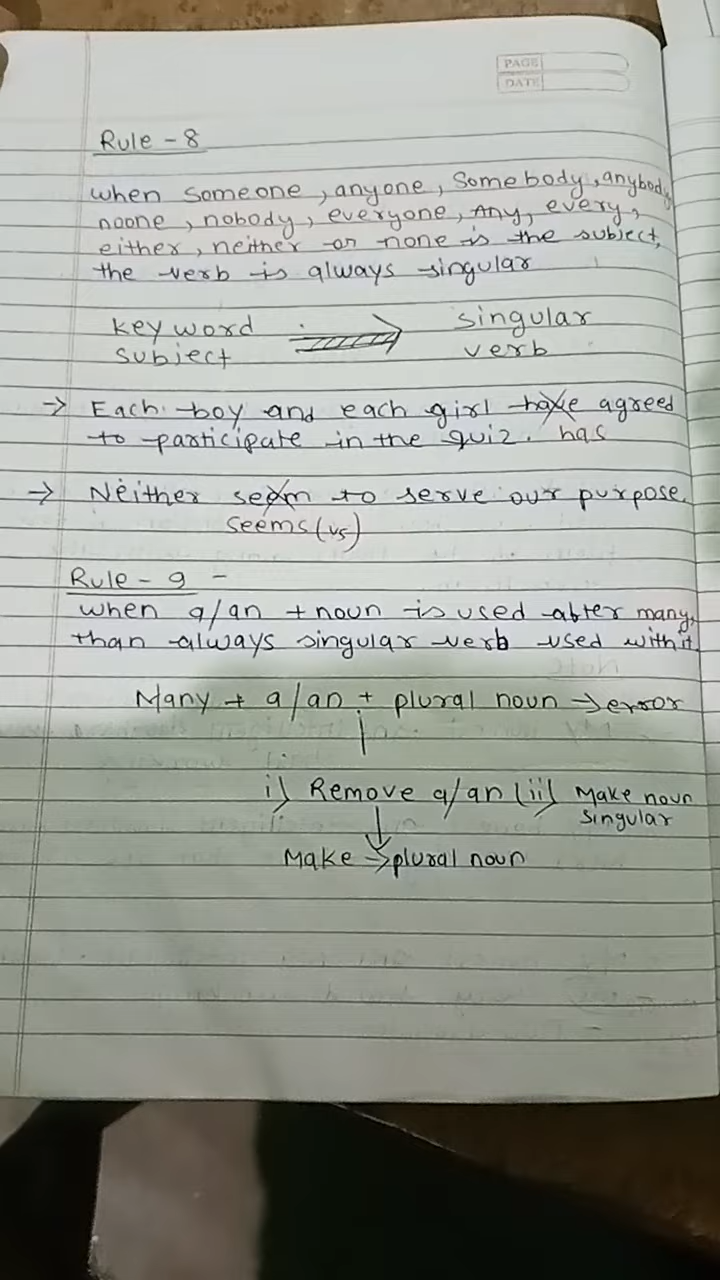 PAGE
DATE
Rule - 8
when someone, anyone, Somebody, anybody,
noone, nobody, everyone, Any, every,
either, neither or none is the subject,
the verb is always singular
keyword ⇒ singular
subject verb
→ Each boy and each girl have agreed
to participate in the quiz. has
→ Neither seem to serve our purpose.
seems (vs)
Rule - 9 -
when a/an + noun is used after many,
than always singular verb used with it
Many + a/an + plural noun → error
i) Remove a/an (ii) Make noun
singular
Make → plural noun